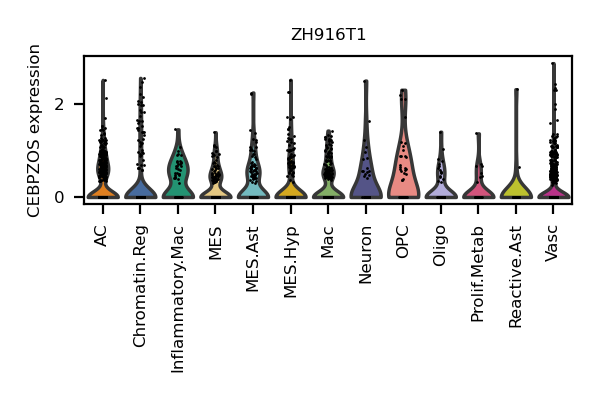 ZH916T1
CEBPZOS expression
2
0
AC
Chromatin.Reg
Inflammatory.Mac
MES
MES.Ast
MES.Hyp
Mac
Neuron
OPC
Oligo
Prolif.Metab
Reactive.Ast
Vasc